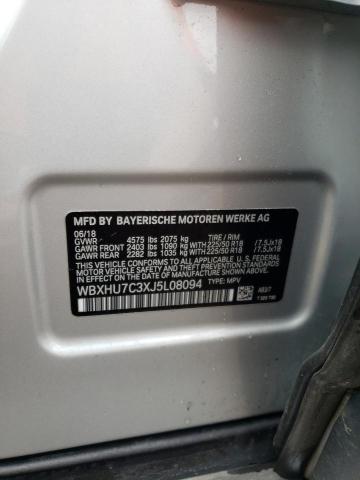 MFD BY BAYERISCHE MOTOREN WERKE AG
06/18 TIRE / RIM
GVWR 4575 lbs 2075 kg
GAWR FRONT 2403 lbs 1090 kg WITH 225/50 R18 /7.5Jx18
GAWR REAR 2282 lbs 1035 kg WITH 225/50 R18 /7.5Jx18
THIS VEHICLE CONFORMS TO ALL APPLICABLE U.S. FEDERAL
MOTOR VEHICLE SAFETY, BUMPER, AND THEFT PREVENTION
STANDARDS IN EFFECT ON THE DATE OF MANUFACTURE SHOWN ABOVE.
WBXHU7C3XJ5L08094 TYPE: MPV